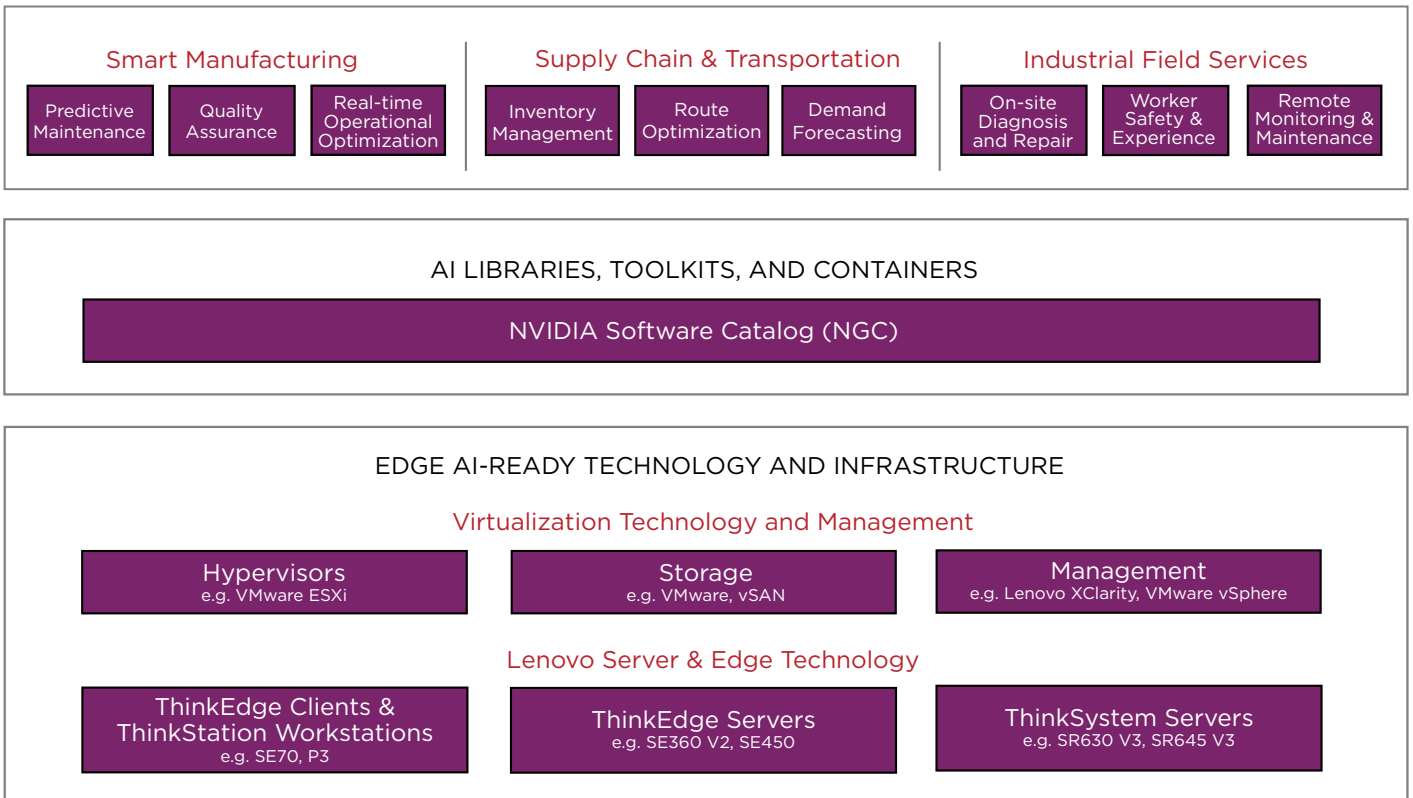 Smart Manufacturing
Predictive
Maintenance
Quality
Assurance
Real-time
Operational
Optimization
Supply Chain & Transportation
Inventory
Management
Route
Optimization
Demand
Forecasting
Industrial Field Services
On-site
Diagnosis
and Repair
Worker
Safety &
Experience
Remote
Monitoring &
Maintenance
AI LIBRARIES, TOOLKITS, AND CONTAINERS
NVIDIA Software Catalog (NGC)
EDGE AI-READY TECHNOLOGY AND INFRASTRUCTURE
Virtualization Technology and Management
Hypervisors
e.g. VMware ESXi
Storage
e.g. VMware, vSAN
Management
e.g. Lenovo XClarity, VMware vSphere
Lenovo Server & Edge Technology
ThinkEdge Clients &
ThinkStation Workstations
e.g. SE70, P3
ThinkEdge Servers
e.g. SE360 V2, SE450
ThinkSystem Servers
e.g. SR630 V3, SR645 V3